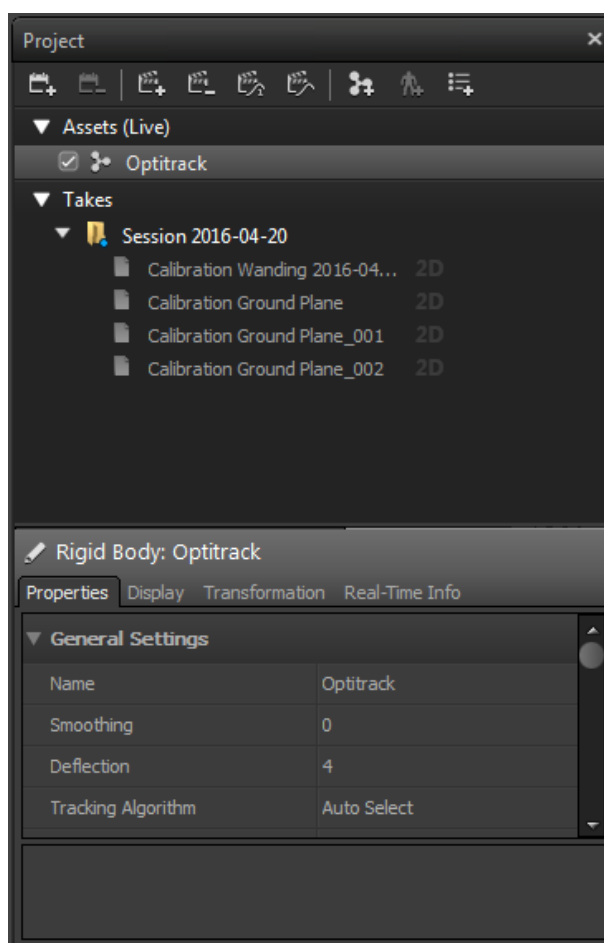 Project
Assets (Live)
Optitrack
Takes
Session 2016-04-20
Calibration Wanding 2016-04... 2D
Calibration Ground Plane 2D
Calibration Ground Plane_001 2D
Calibration Ground Plane_002 2D
Rigid Body: Optitrack
Properties Display Transformation Real-Time Info
General Settings
Name Optitrack
Smoothing 0
Deflection 4
Tracking Algorithm Auto Select